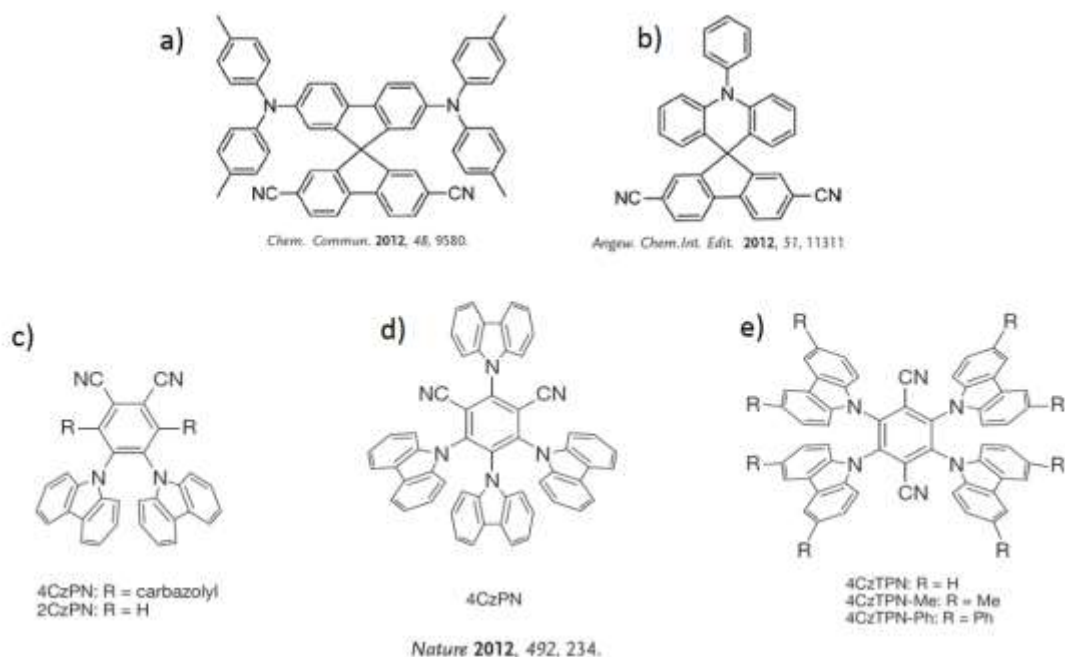 a)
b)
N
N
N
NC
CN
NC
CN
Chem. Commun. 2012, 48, 9580.
Angew. Chem.Int. Edit. 2012, 51, 11311
c)
d)
e)
NC
CN
R
R
N
N
4CzPN: R = carbazolyl
2CzPN: R = H
N
NC
CN
N
N
N
4CzPN
R
R
R
CN
R
N
N
R
R
N
N
CN
R
R
4CzTPN: R = H
4CzTPN-Me: R = Me
4CzTPN-Ph: R = Ph
Nature 2012, 492, 234.